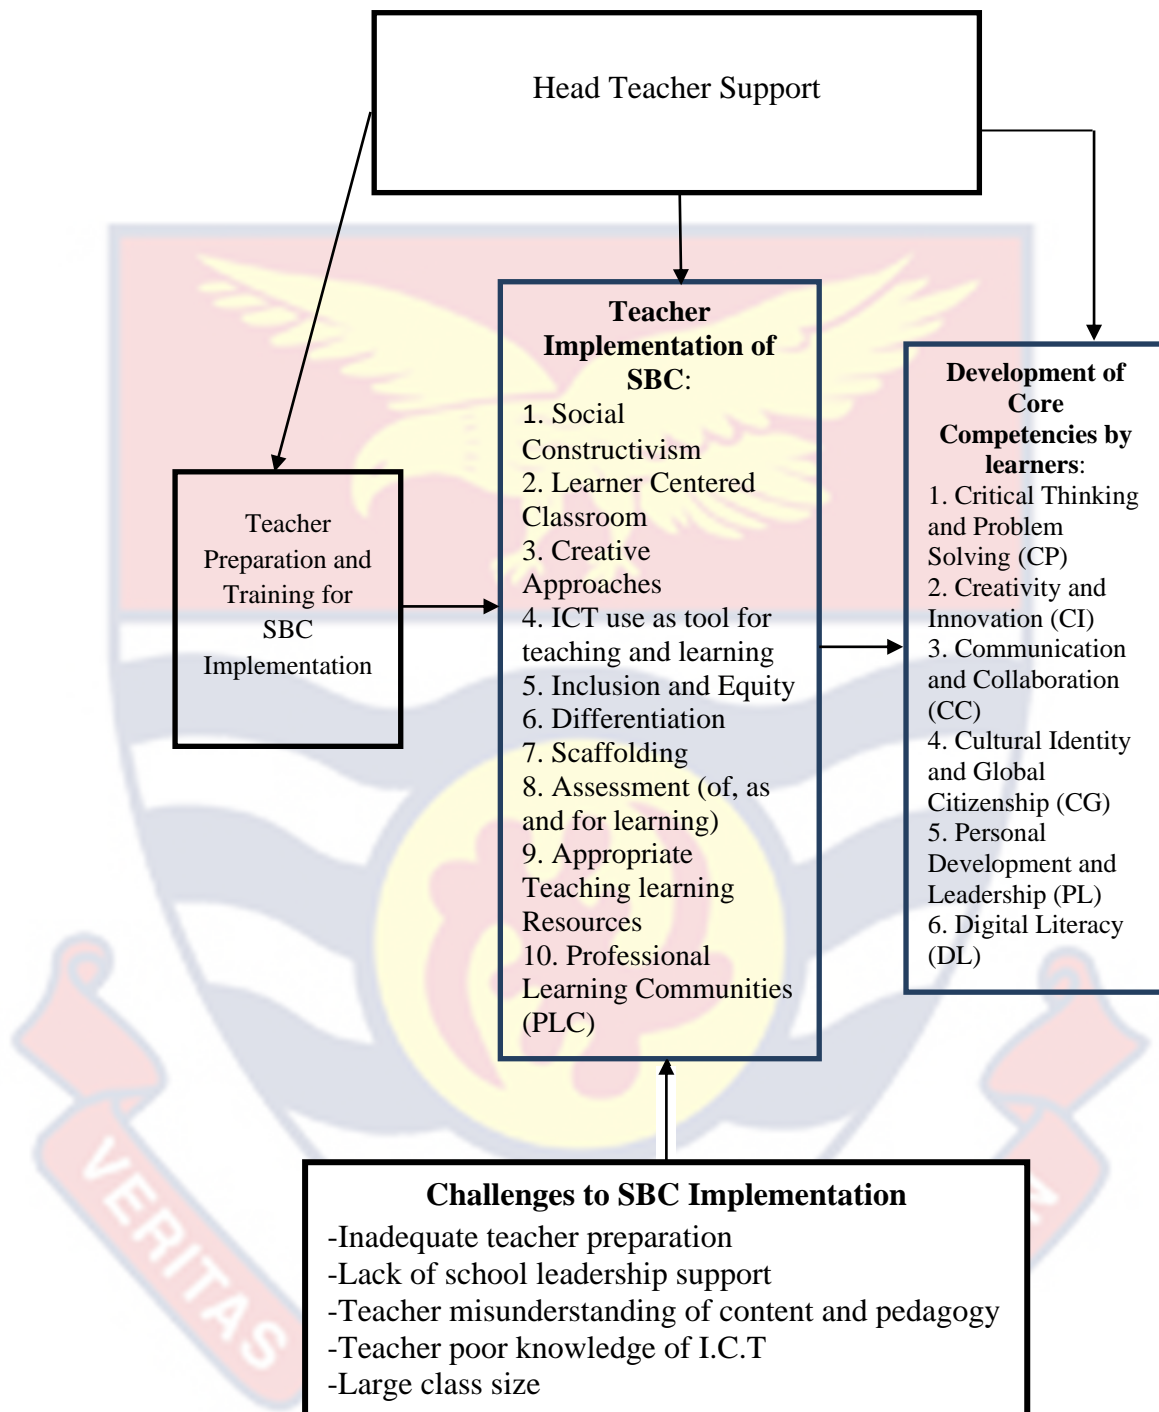 Head Teacher Support
Teacher
Implementation of
SBC:
1. Social
Constructivism
2. Learner Centered
Classroom
3. Creative
Approaches
4. ICT use as tool for
teaching and learning
5. Inclusion and Equity
6. Differentiation
7. Scaffolding
8. Assessment (of, as
and for learning)
9. Appropriate
Teaching learning
Resources
10. Professional
Learning Communities
(PLC)
Development of
Core
Competencies by
learners:
1. Critical Thinking
and Problem
Solving (CP)
2. Creativity and
Innovation (CI)
3. Communication
and Collaboration
(CC)
4. Cultural Identity
and Global
Citizenship (CG)
5. Personal
Development and
Leadership (PL)
6. Digital Literacy
(DL)
Teacher
Preparation and
Training for
SBC
Implementation
Challenges to SBC Implementation
-Inadequate teacher preparation
-Lack of school leadership support
-Teacher misunderstanding of content and pedagogy
-Teacher poor knowledge of I.C.T
-Large class size
VERITAS